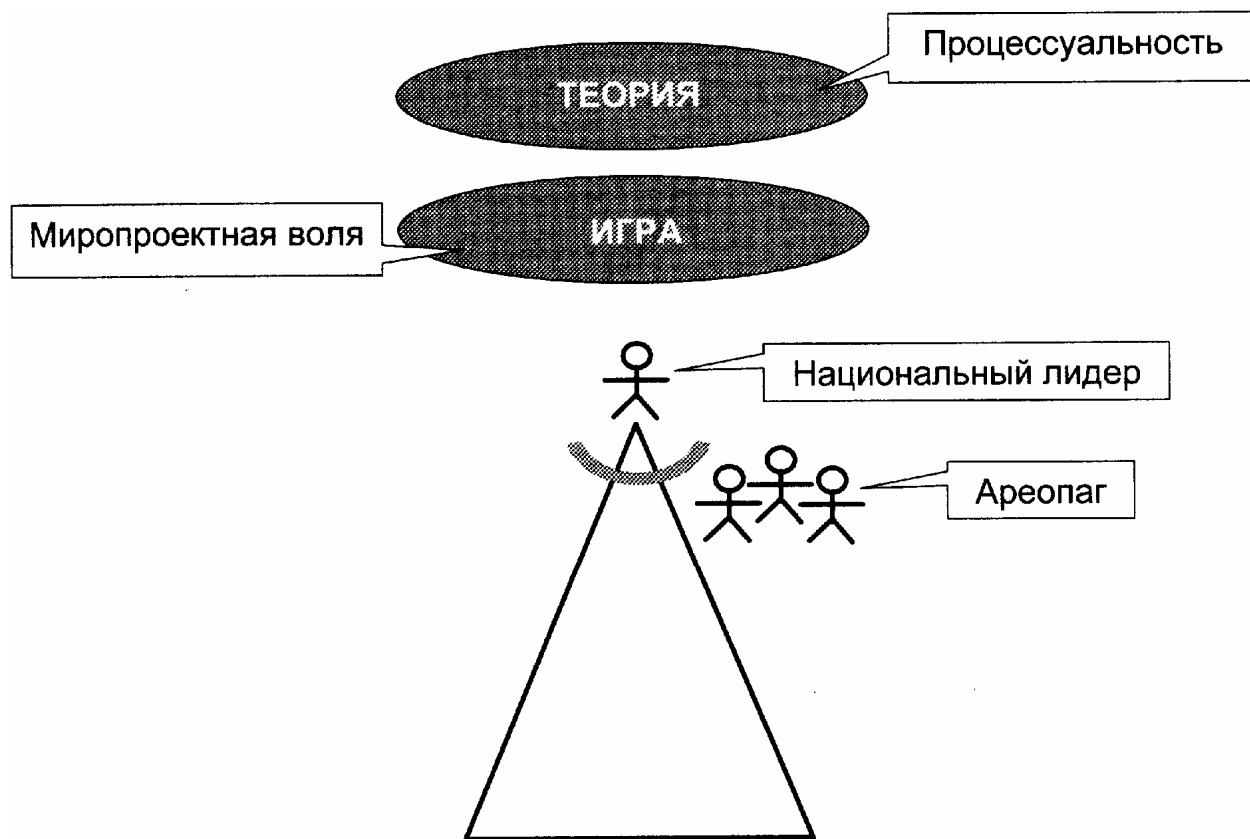 Процессуальность
ТЕОРИЯ
Миропроектная воля
ИГРА
Национальный лидер
Ареопаг